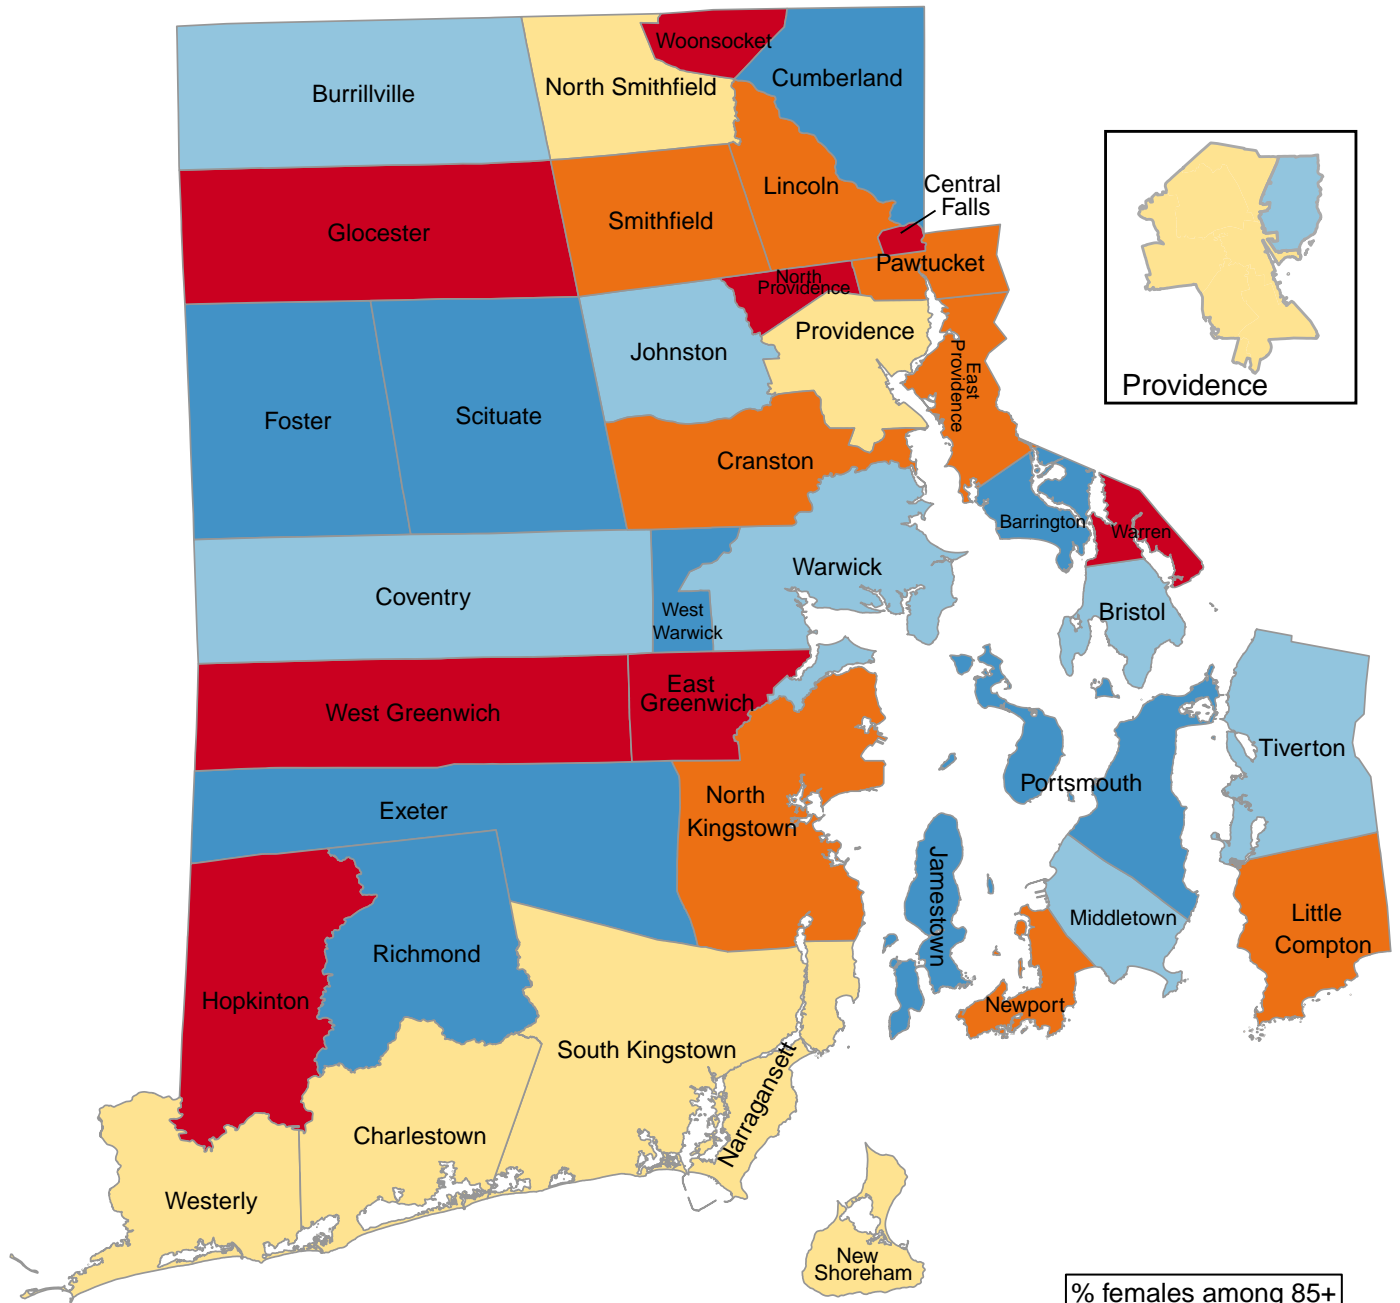 Woonsocket
Cumberland
North Smithfield
Burrillville
Lincoln
Central
Falls
Smithfield
Glocester
Pawtucket
North
Providence
Providence
Johnston
East
Providence
Providence
Foster
Scituate
Cranston
Barrington
Warren
Warwick
Coventry
West
Warwick
Bristol
East
Greenwich
West Greenwich
Tiverton
Portsmouth
North
Kingstown
Exeter
Jamestown
Middletown
Little
Compton
Richmond
Hopkinton
Newport
South Kingstown
Narragansett
Charlestown
Westerly
New
Shoreham
% females among 85+